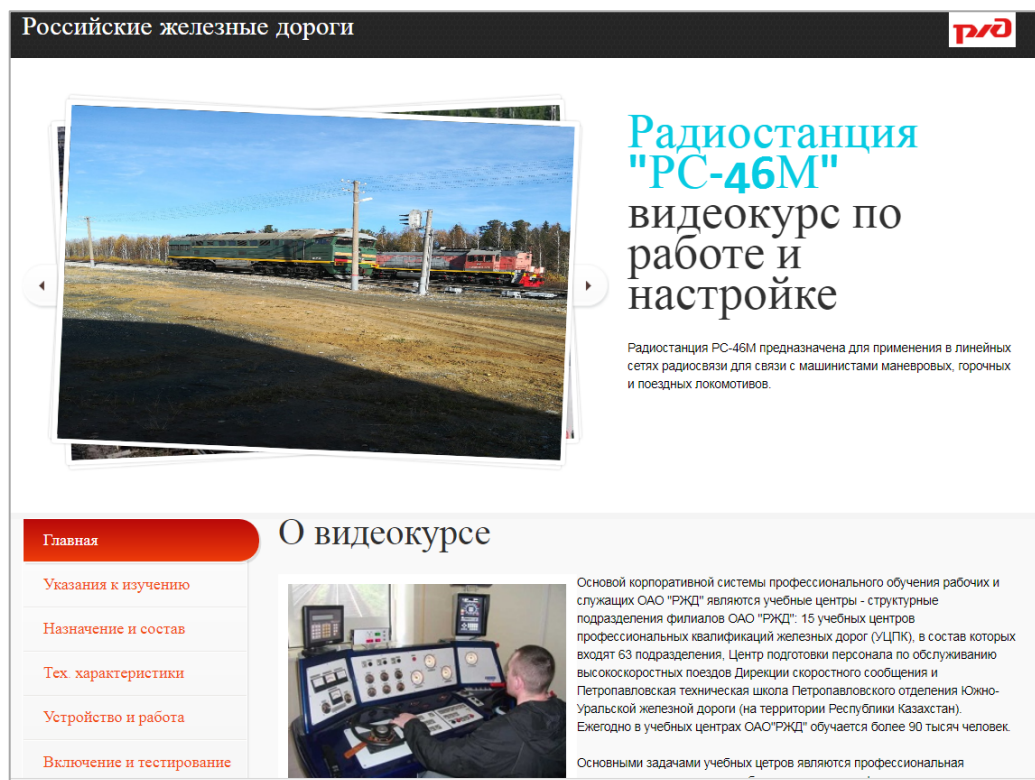 Российские железные дороги
РЖД
Радиостанция
"РС-46М"
видеокурс по
работе и
настройке
Радиостанция РС-46М предназначена для применения в линейных
сетях радиосвязи для связи с машинистами маневровых, горочных
и поездных локомотивов.
Главная
Указания к изучению
Назначение и состав
Тех. характеристики
Устройство и работа
Включение и тестирование
О видеокурсе
Основой корпоративной системы профессионального обучения рабочих и
служащих ОАО "РЖД" являются учебные центры - структурные
подразделения филиалов ОАО "РЖД": 15 учебных центров
профессиональных квалификаций железных дорог (УЦПК), в состав которых
входят 63 подразделения, Центр подготовки персонала по обслуживанию
высокоскоростных поездов Дирекции скоростного сообщения и
Петропавловская техническая школа Петропавловского отделения Южно-
Уральской железной дороги (на территории Республики Казахстан).
Ежегодно в учебных центрах ОАО"РЖД" обучается более 90 тысяч человек.
Основными задачами учебных цетров являются профессиональная